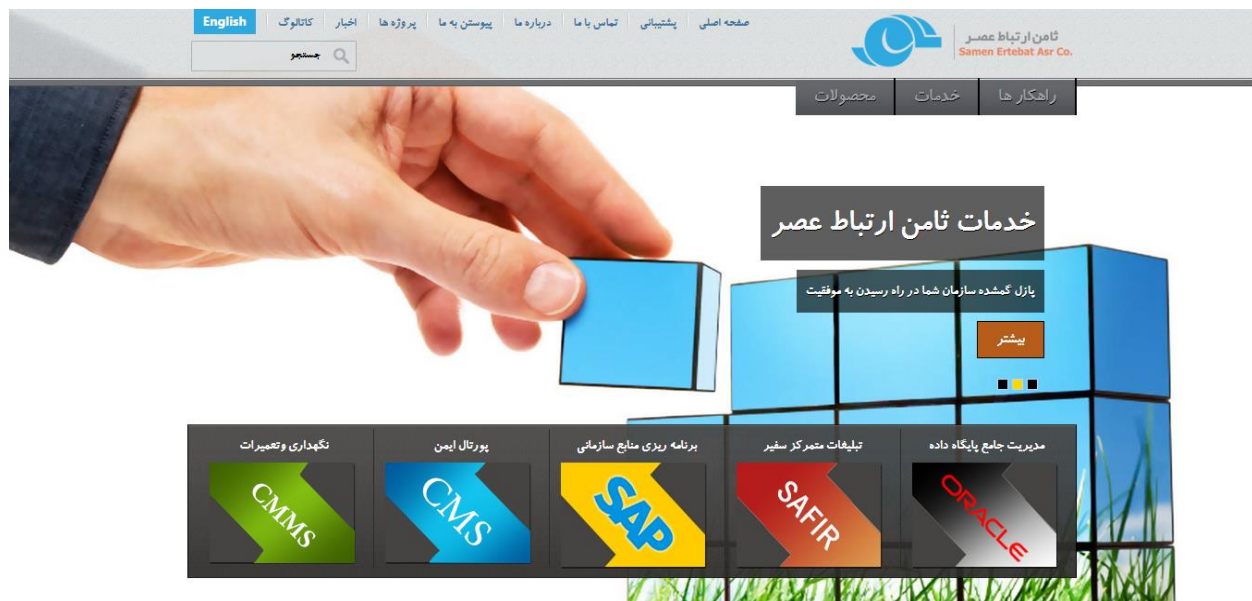 صفحه اصلی پشتیبانی تماس با ما درباره ما پیوستن به ما پروژه ها اخبار کاتالوگ English
ثامن ارتباط عصر
Samen Ertebat Asr Co.
جستجو
راهکار ها خدمات محصولات
خدمات ثامن ارتباط عصر
پازل گمشده سازمان شما در راه رسیدن به موفقیت
بیشتر
مدیریت جامع پایگاه داده تبلیغات متمرکز سفیر برنامه ریزی منابع سازمانی پورتال ایمن نگهداری وتعمیرات
ORACLE SAFIR SAP CMS CMMS